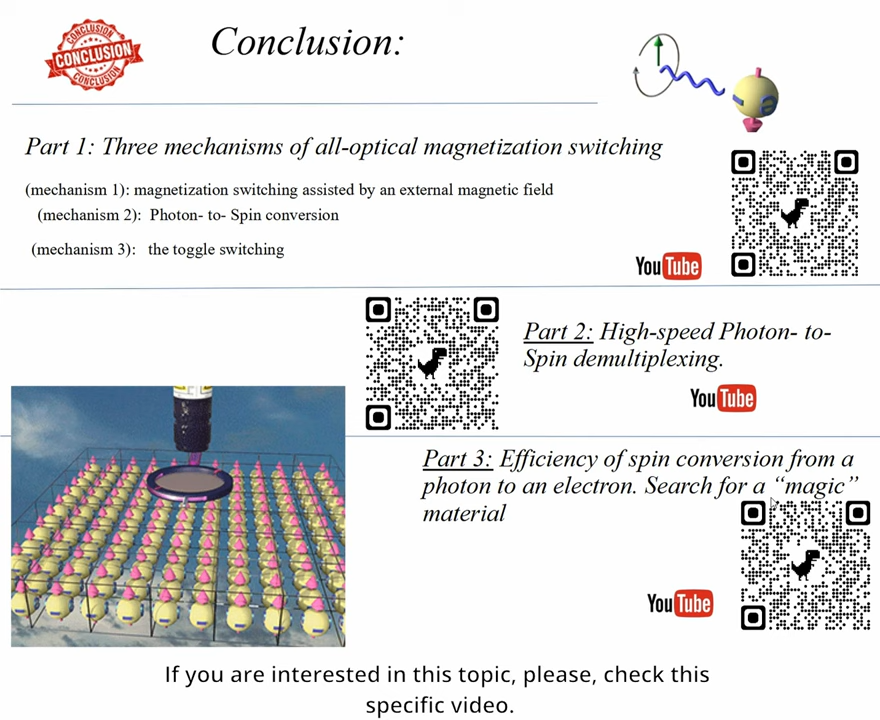 CONCLUSION
CONCLUSION
CONCLUSION
Conclusion:
Part 1: Three mechanisms of all-optical magnetization switching
(mechanism 1): magnetization switching assisted by an external magnetic field
(mechanism 2): Photon- to- Spin conversion
(mechanism 3): the toggle switching
YouTube
Part 2: High-speed Photon- to-
Spin demultiplexing.
YouTube
Part 3: Efficiency of spin conversion from a
photon to an electron. Search for a “magic”
material
YouTube
If you are interested in this topic, please, check this
specific video.